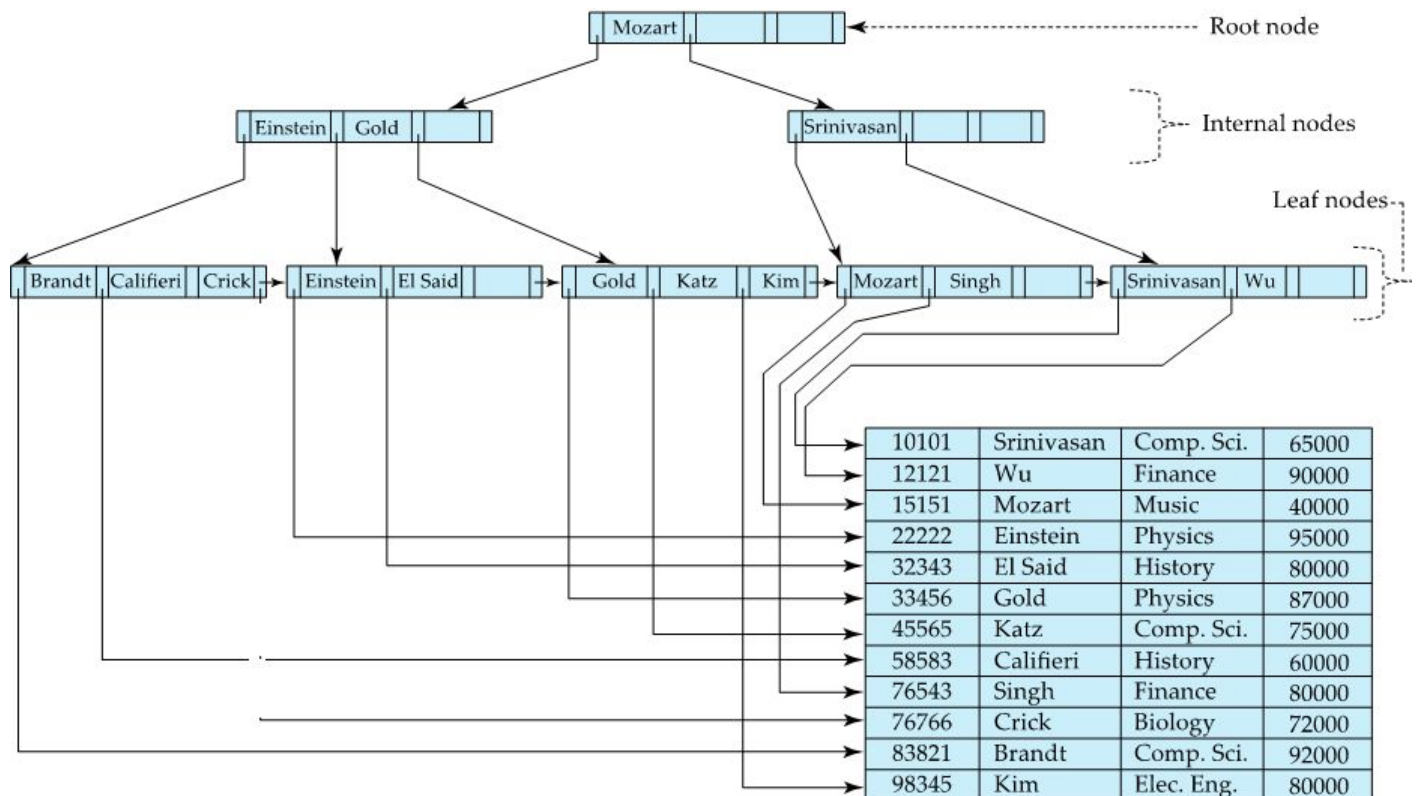 Mozart
Root node
Einstein Gold
Srinivasan
Internal nodes
Leaf nodes
Brandt Califieri Crick
Einstein El Said
Gold Katz Kim
Mozart Singh
Srinivasan Wu
10101 Srinivasan Comp. Sci. 65000
12121 Wu Finance 90000
15151 Mozart Music 40000
22222 Einstein Physics 95000
32343 El Said History 80000
33456 Gold Physics 87000
45565 Katz Comp. Sci. 75000
58583 Califieri History 60000
76543 Singh Finance 80000
76766 Crick Biology 72000
83821 Brandt Comp. Sci. 92000
98345 Kim Elec. Eng. 80000